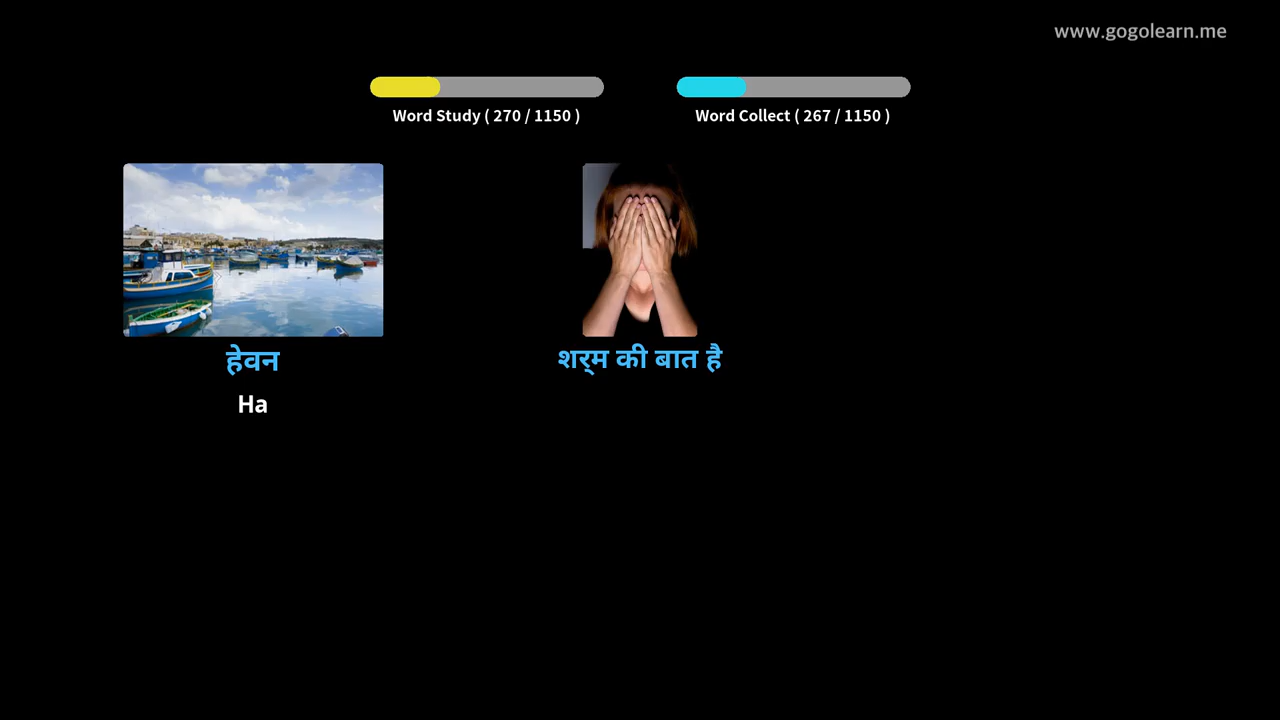 www.gogolearn.me
Word Study ( 270 / 1150 )
Word Collect ( 267 / 1150 )
हेवन
Ha
शर्‌म की बात है